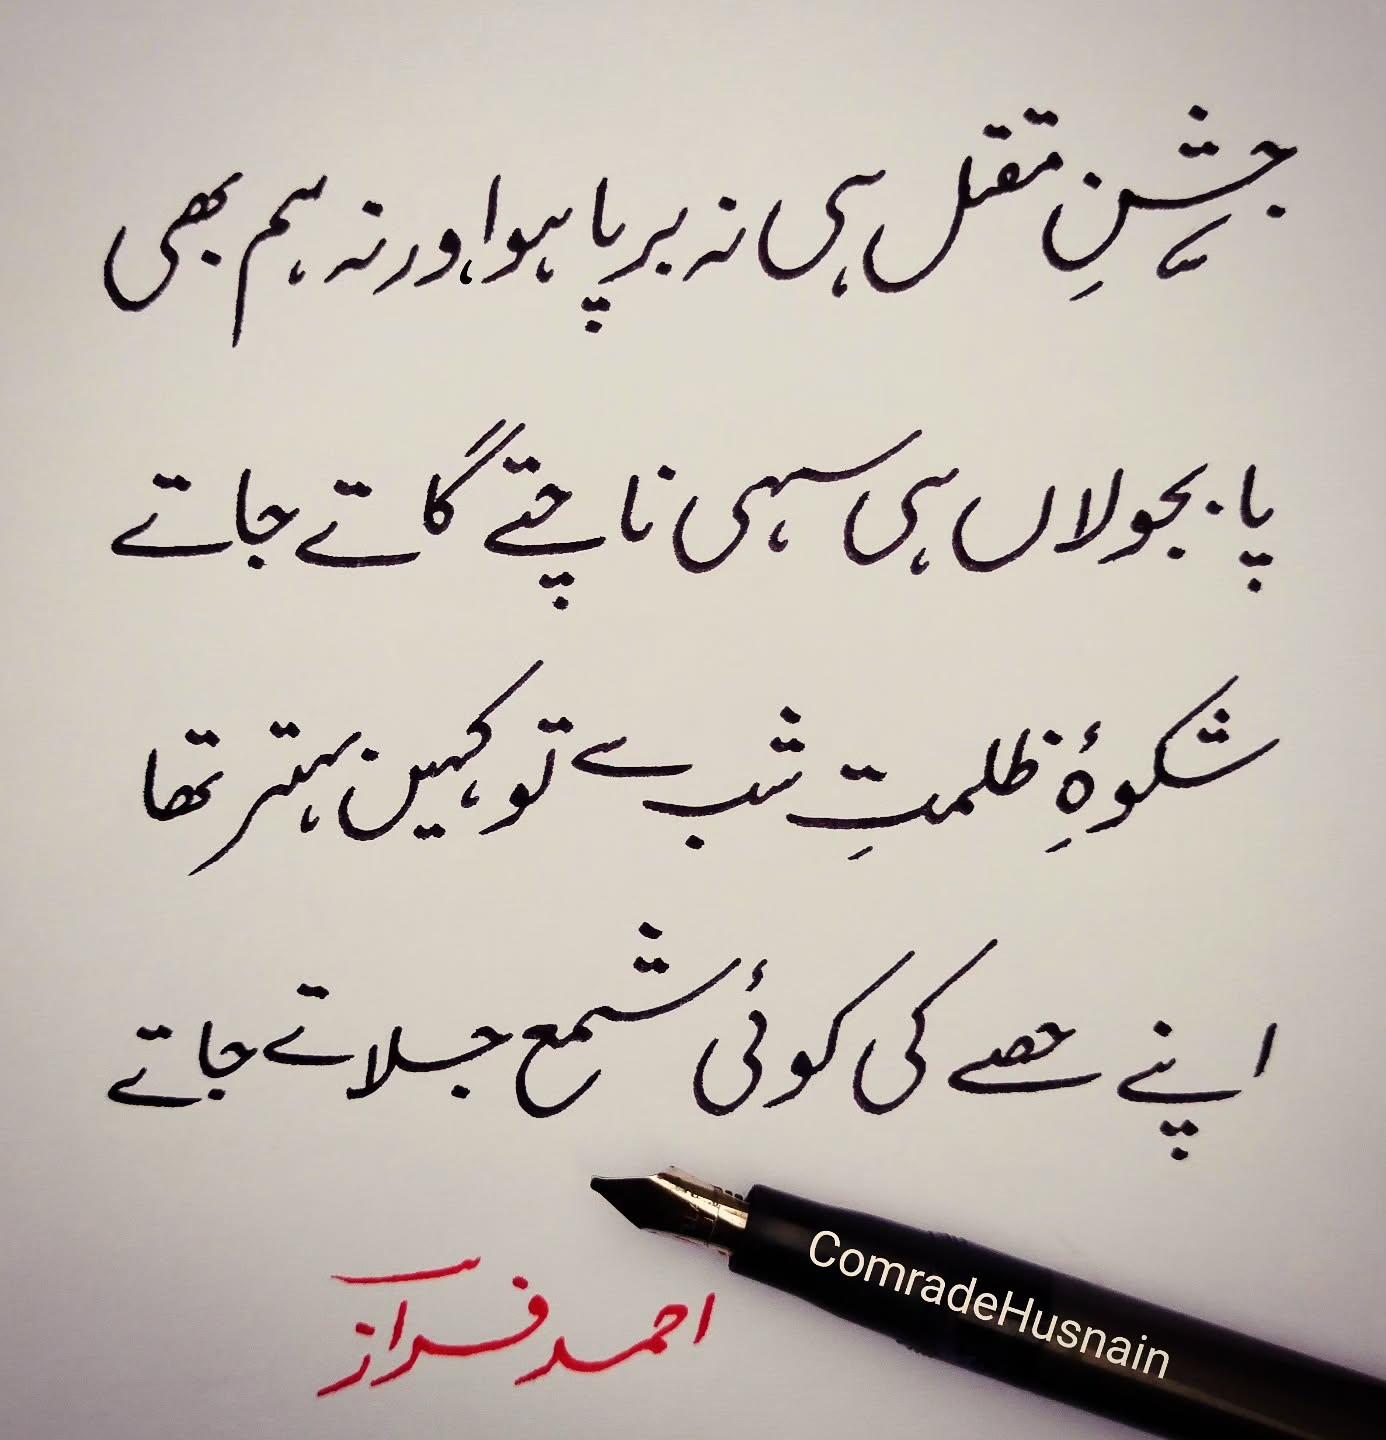 جشنِ مقتل ہی نہ برپا ہوا، ورنہ ہم بھی
پا بجولاں ہی سہی ناچتے گاتے جاتے
شکوۂِ ظلمتِ شب سے تو کہیں بہتر تھا
اپنے حصے کی کوئی شمع جلاتے جاتے
احمد فراز
ComradeHusnain